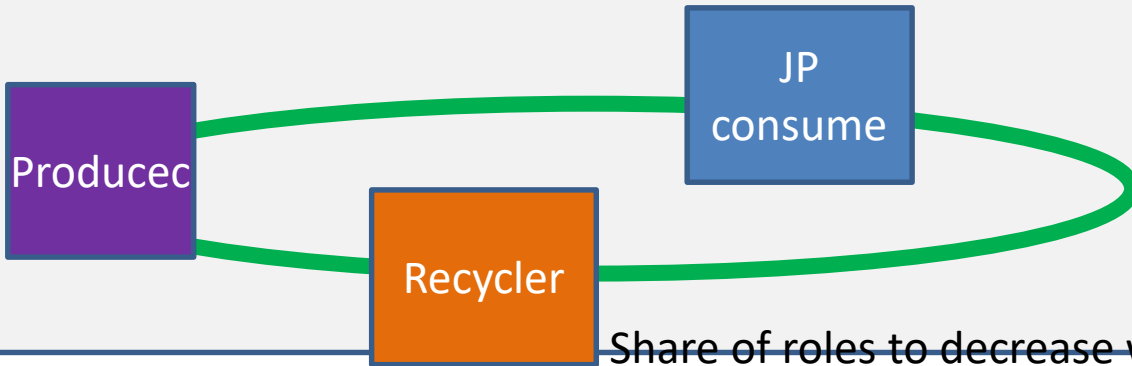 JP
consume
Producec
Recycler
Share of roles to decrease